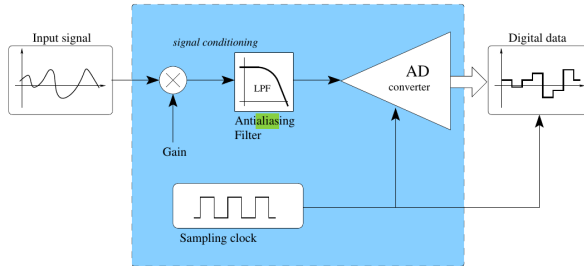 Input signal
signal conditioning
Digital data
LPF
AD
converter
Antialiasing
Filter
Gain
Sampling clock